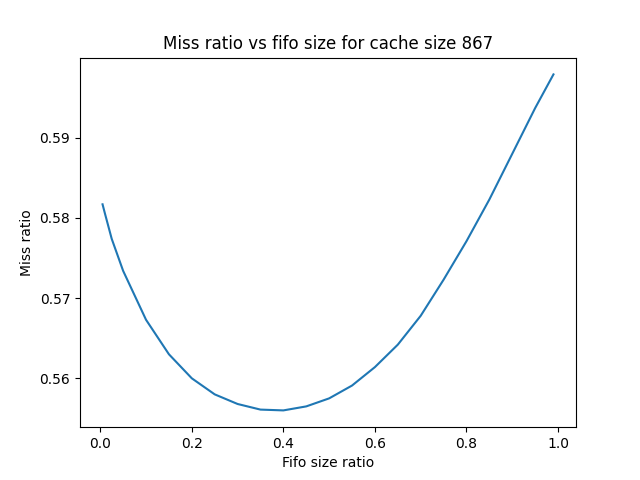 Miss ratio vs fifo size for cache size 867
Miss ratio
0.59
0.58
0.57
0.56
0.0 0.2 0.4 0.6 0.8 1.0
Fifo size ratio